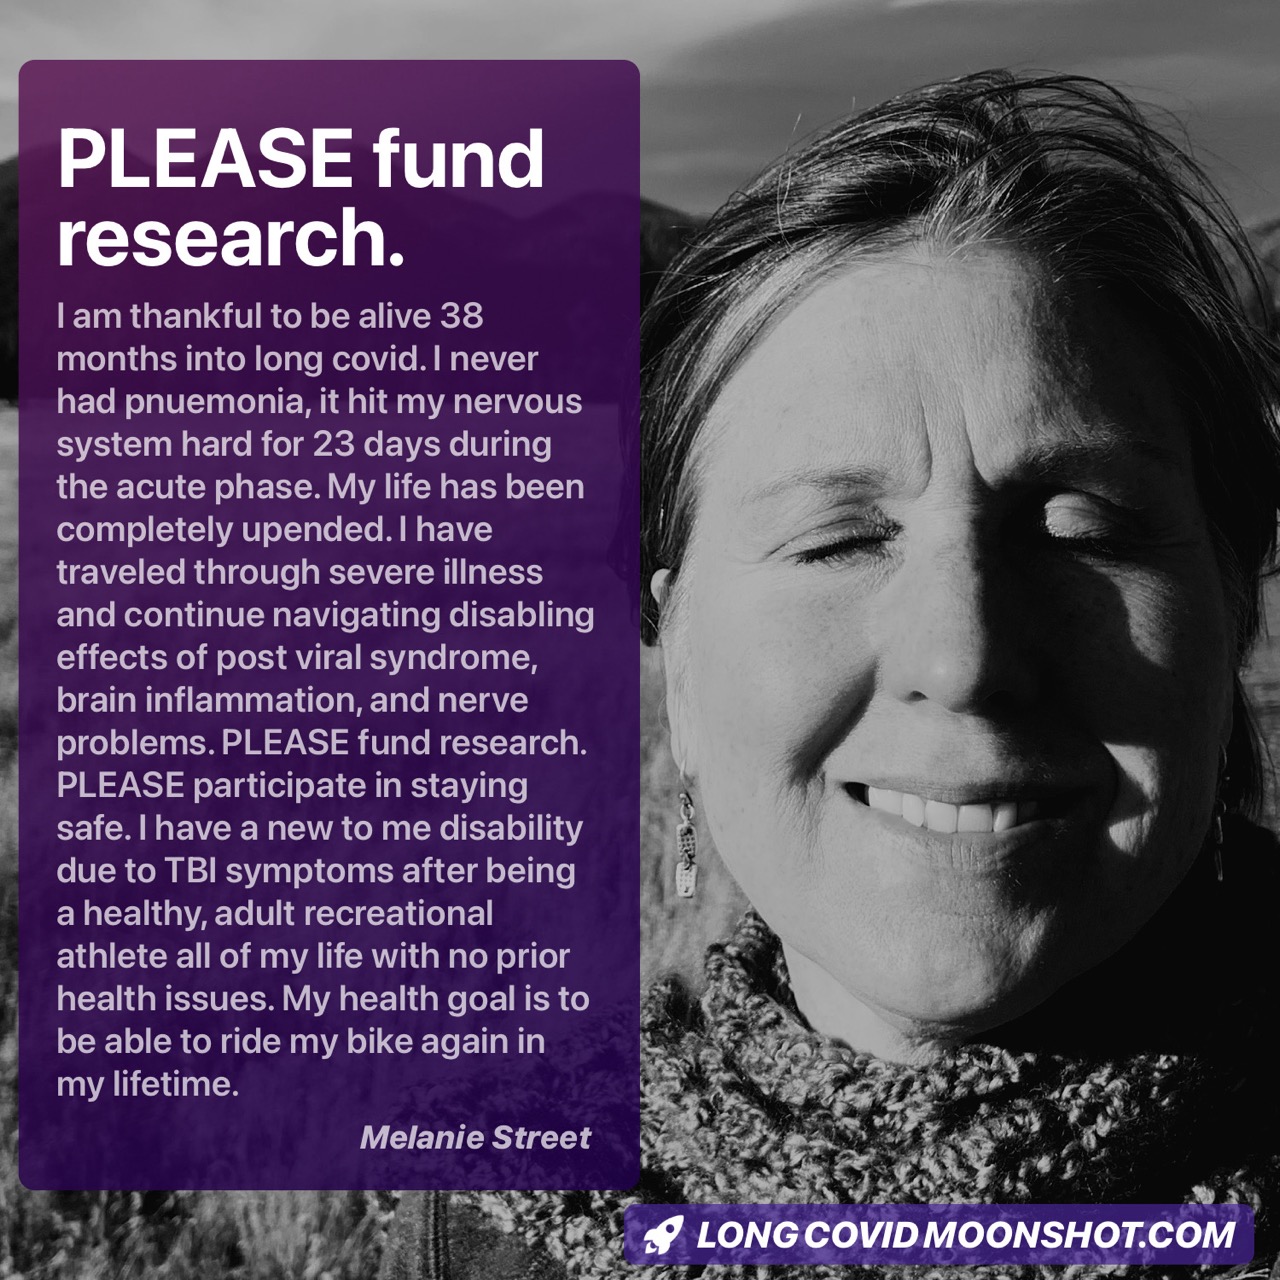 PLEASE fund
research.
I am thankful to be alive 38
months into long covid. I never
had pnuemonia, it hit my nervous
system hard for 23 days during
the acute phase. My life has been
completely upended. I have
traveled through severe illness
and continue navigating disabling
effects of post viral syndrome,
brain inflammation, and nerve
problems. PLEASE fund research.
PLEASE participate in staying
safe. I have a new to me disability
due to TBI symptoms after being
a healthy, adult recreational
athlete all of my life with no prior
health issues. My health goal is to
be able to ride my bike again in
my lifetime.
Melanie Street
LONG COVID MOONSHOT.COM